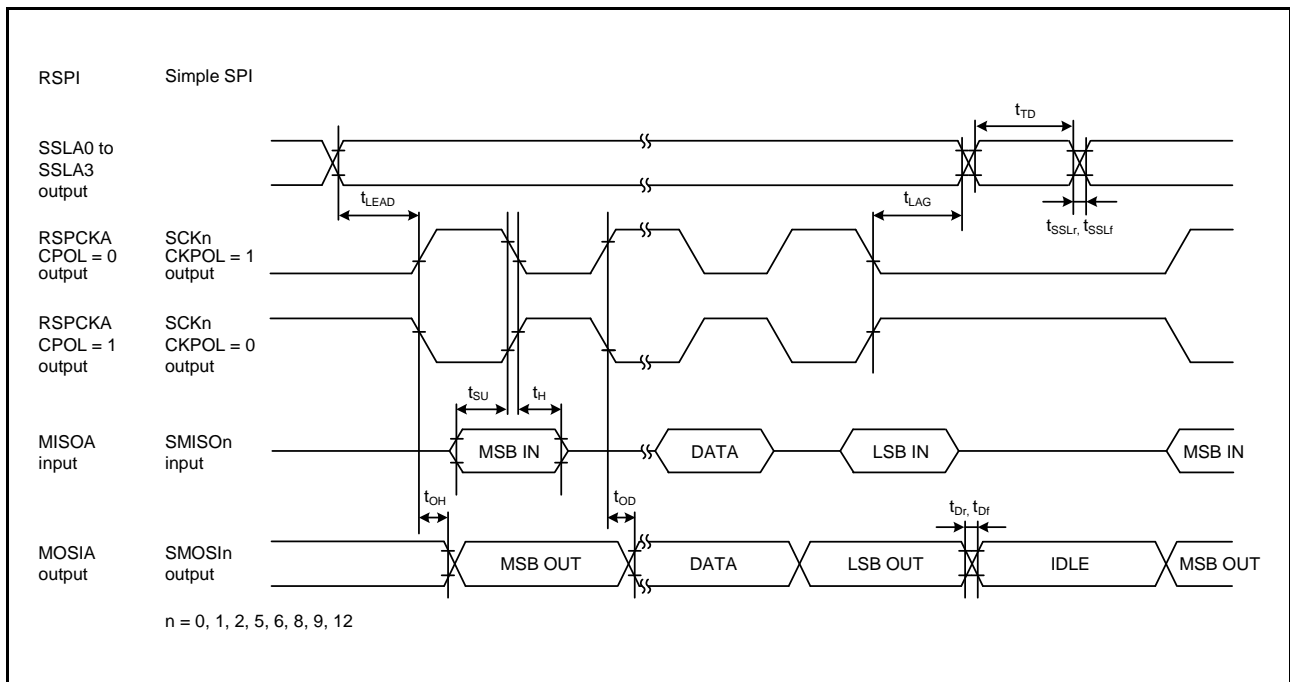 RSPI Simple SPI
tTD
SSLA0 to
SSLA3
output
tLEAD
tLAG
tSSLr, tSSLf
RSPCKA SCKn
CPOL = 0 CKPOL = 1
output output
RSPCKA SCKn
CPOL = 1 CKPOL = 0
output output
tSU tH
MISOA SMISOn
input input
MSB IN DATA LSB IN MSB IN
tOH tOD tDr, tDf
MOSIA SMOSIn
output output
MSB OUT DATA LSB OUT IDLE MSB OUT
n = 0, 1, 2, 5, 6, 8, 9, 12